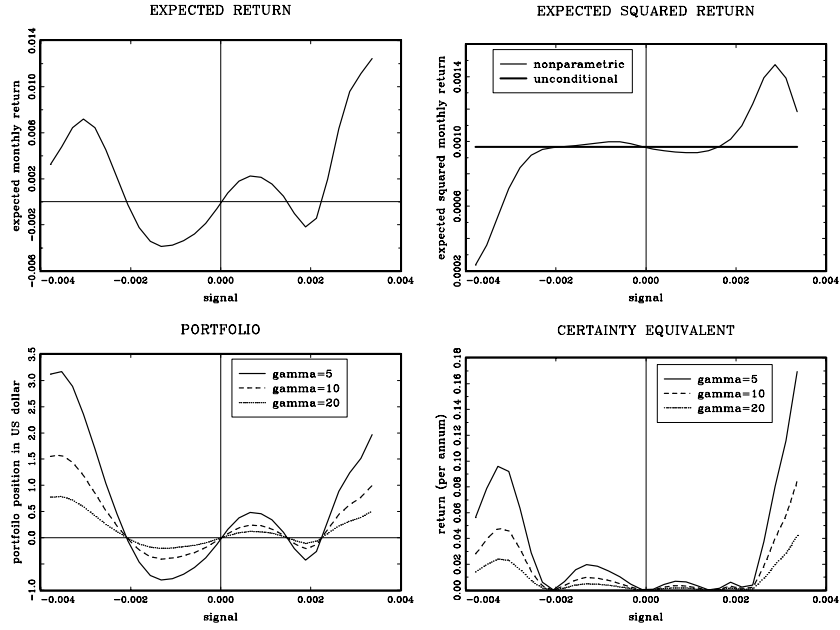 EXPECTED RETURN
expected monthly return
0.014
0.010
0.006
0.002
−0.002
−0.006
−0.004
−0.002
0.000
0.002
0.004
signal
EXPECTED SQUARED RETURN
expected squared monthly return
0.0014
0.0010
0.0006
0.0002
nonparametric
unconditional
−0.004
−0.002
0.000
0.002
0.004
signal
PORTFOLIO
portfolio position in US dollar
3.5
3.0
2.5
2.0
1.5
1.0
0.5
0.0
−1.0
gamma=5
gamma=10
gamma=20
−0.004
−0.002
0.000
0.002
0.004
signal
CERTAINTY EQUIVALENT
return (per annum)
0.18
0.16
0.14
0.12
0.10
0.08
0.06
0.04
0.02
0.00
gamma=5
gamma=10
gamma=20
−0.004
−0.002
0.000
0.002
0.004
signal